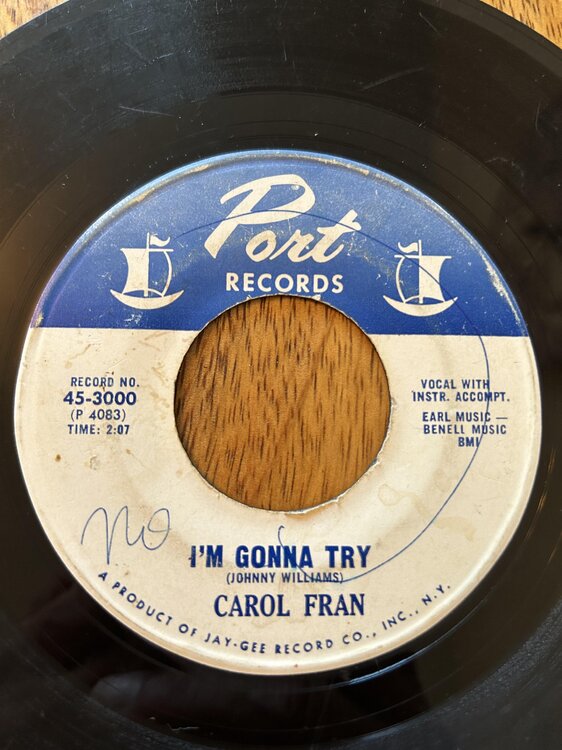 Port
RECORDS
RECORD NO.
45-3000
(P 4083)
TIME: 2:07
VOCAL WITH
INSTR. ACCOMPT.
EARL MUSIC —
BENELL MUSIC
BMI
no
I'M GONNA TRY
(JOHNNY WILLIAMS)
CAROL FRAN
A PRODUCT OF JAY-GEE RECORD CO., INC., N.Y.